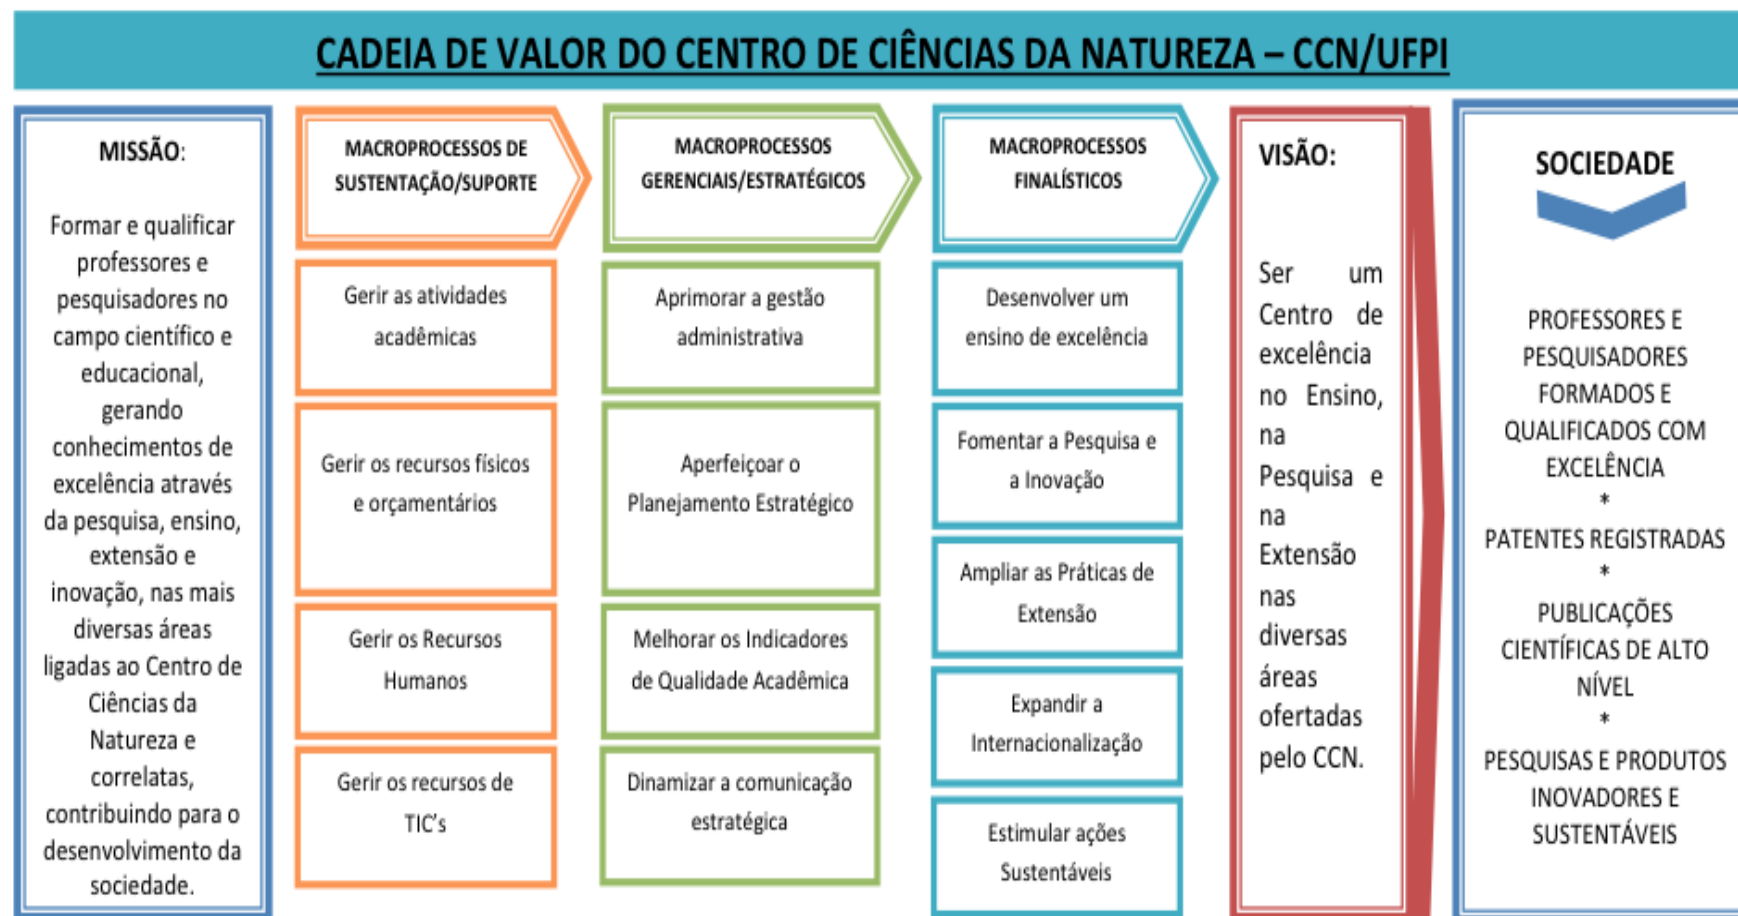 CADEIA DE VALOR DO CENTRO DE CIÊNCIAS DA NATUREZA – CCN/UFPI
MISSÃO:
Formar e qualificar
professores e
pesquisadores no
campo científico e
educacional,
gerando
conhecimentos de
excelência através
da pesquisa, ensino,
extensão e
inovação, nas mais
diversas áreas
ligadas ao Centro de
Ciências da
Natureza e
correlatas,
contribuindo para o
desenvolvimento da
sociedade.
MACROPROCESSOS DE
SUSTENTAÇÃO/SUPORTE
Gerir as atividades
acadêmicas
Gerir os recursos físicos
e orçamentários
Gerir os Recursos
Humanos
Gerir os recursos de
TIC’s
MACROPROCESSOS
GERENCIAIS/ESTRATÉGICOS
Aprimorar a gestão
administrativa
Aperfeiçoar o
Planejamento Estratégico
Melhorar os Indicadores
de Qualidade Acadêmica
Dinamizar a comunicação
estratégica
MACROPROCESSOS
FINALÍSTICOS
Desenvolver um
ensino de excelência
Fomentar a Pesquisa e
a Inovação
Ampliar as Práticas de
Extensão
Expandir a
Internacionalização
Estimular ações
Sustentáveis
VISÃO:
Ser um
Centro de
excelência
no Ensino,
na
Pesquisa e
na
Extensão
nas
diversas
áreas
ofertadas
pelo CCN.
SOCIEDADE
PROFESSORES E
PESQUISADORES
FORMADOS E
QUALIFICADOS COM
EXCELÊNCIA
*
PATENTES REGISTRADAS
*
PUBLICAÇÕES
CIENTÍFICAS DE ALTO
NÍVEL
*
PESQUISAS E PRODUTOS
INOVADORES E
SUSTENTÁVEIS